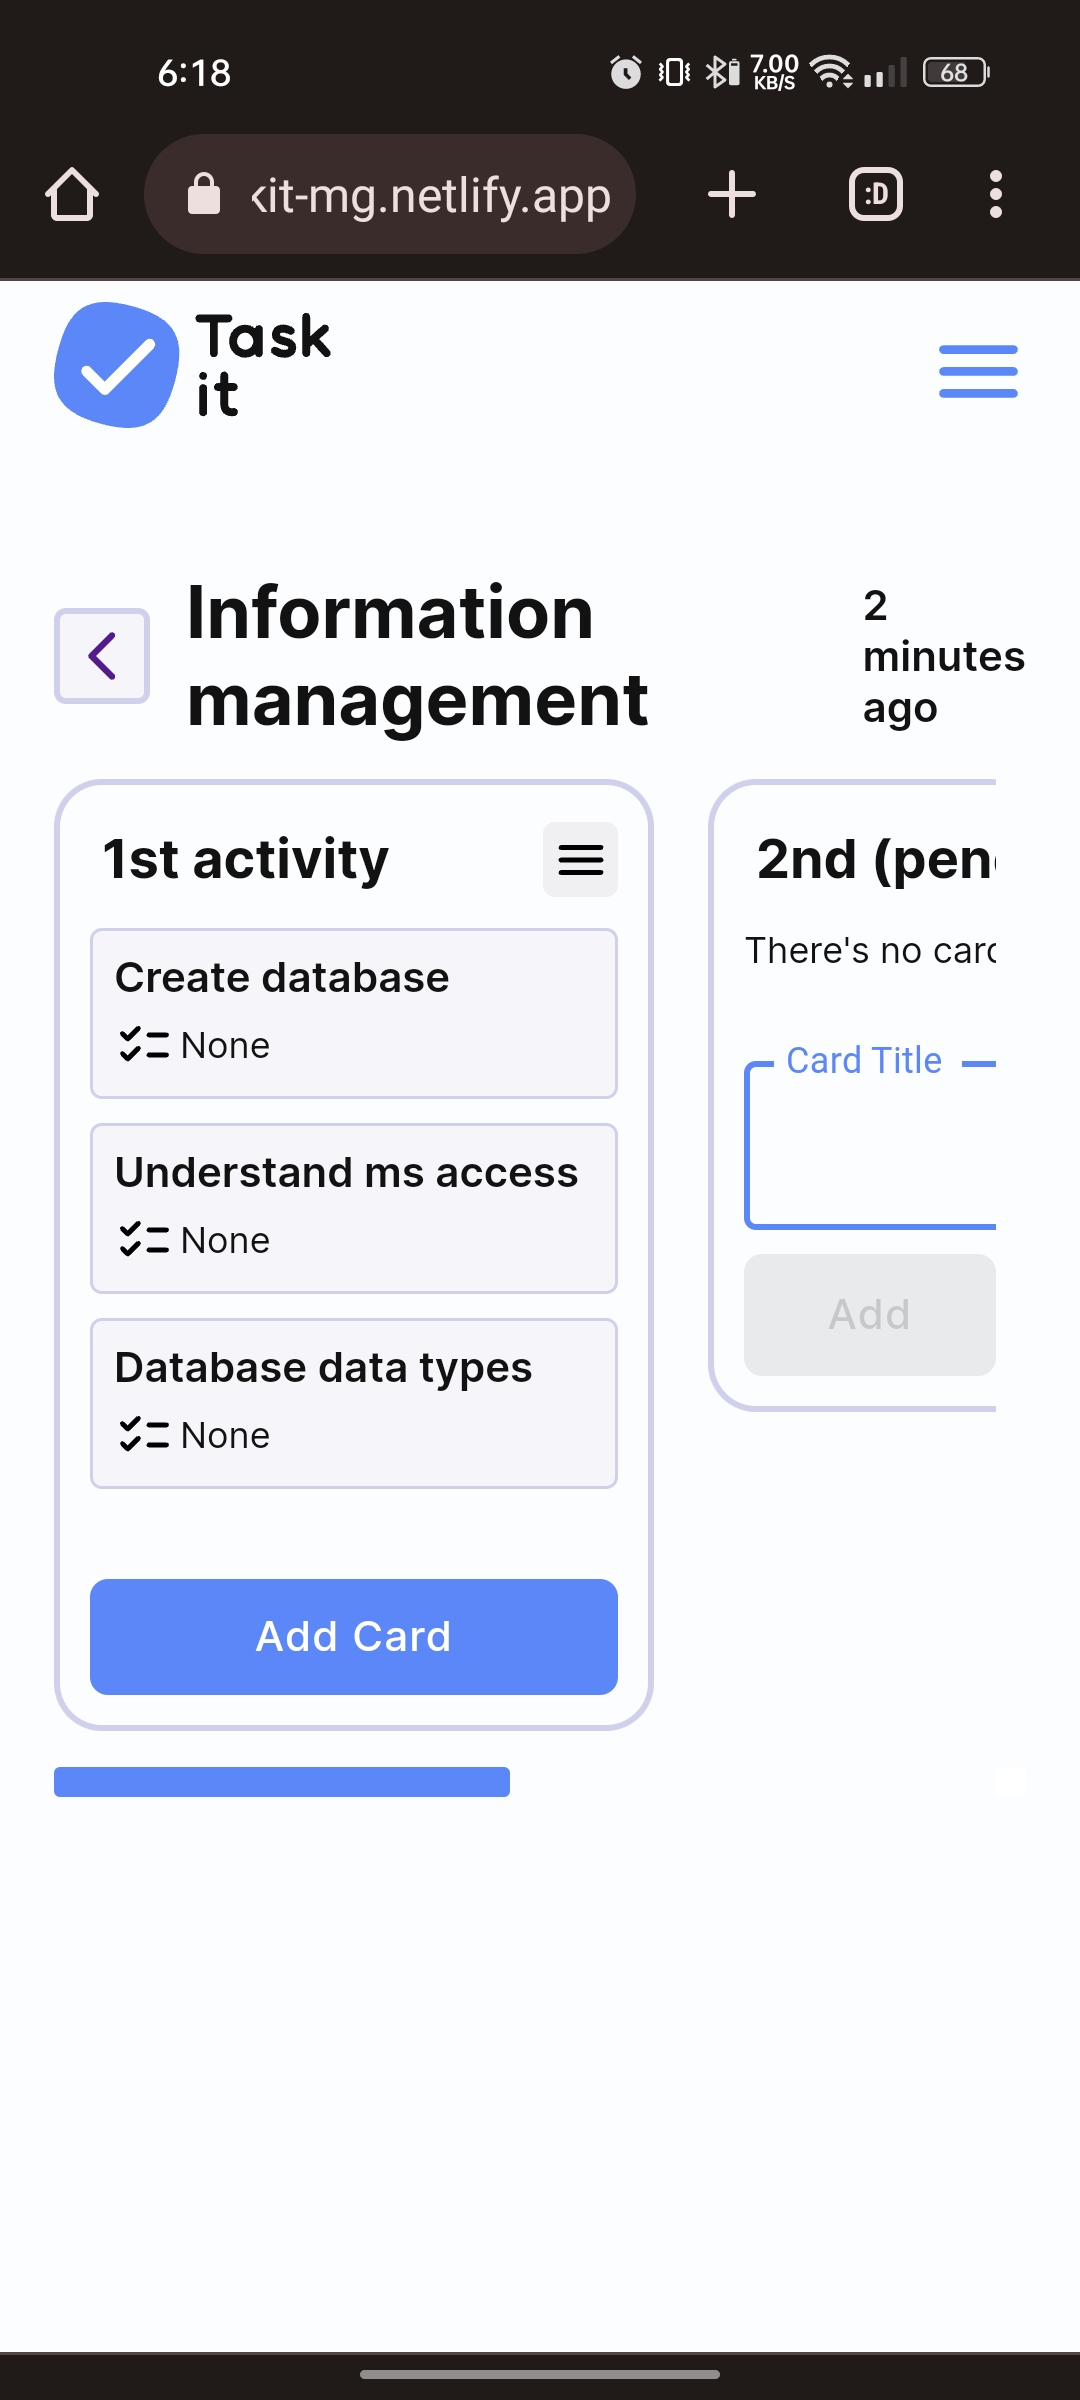 6:18
7.00
KB/S
68
kit-mg.netlify.app
:D
Task
it
Information
management
2
minutes
ago
1st activity
Create database
None
Understand ms access
None
Database data types
None
Add Card
2nd (pen
There's no car
Card Title
Add